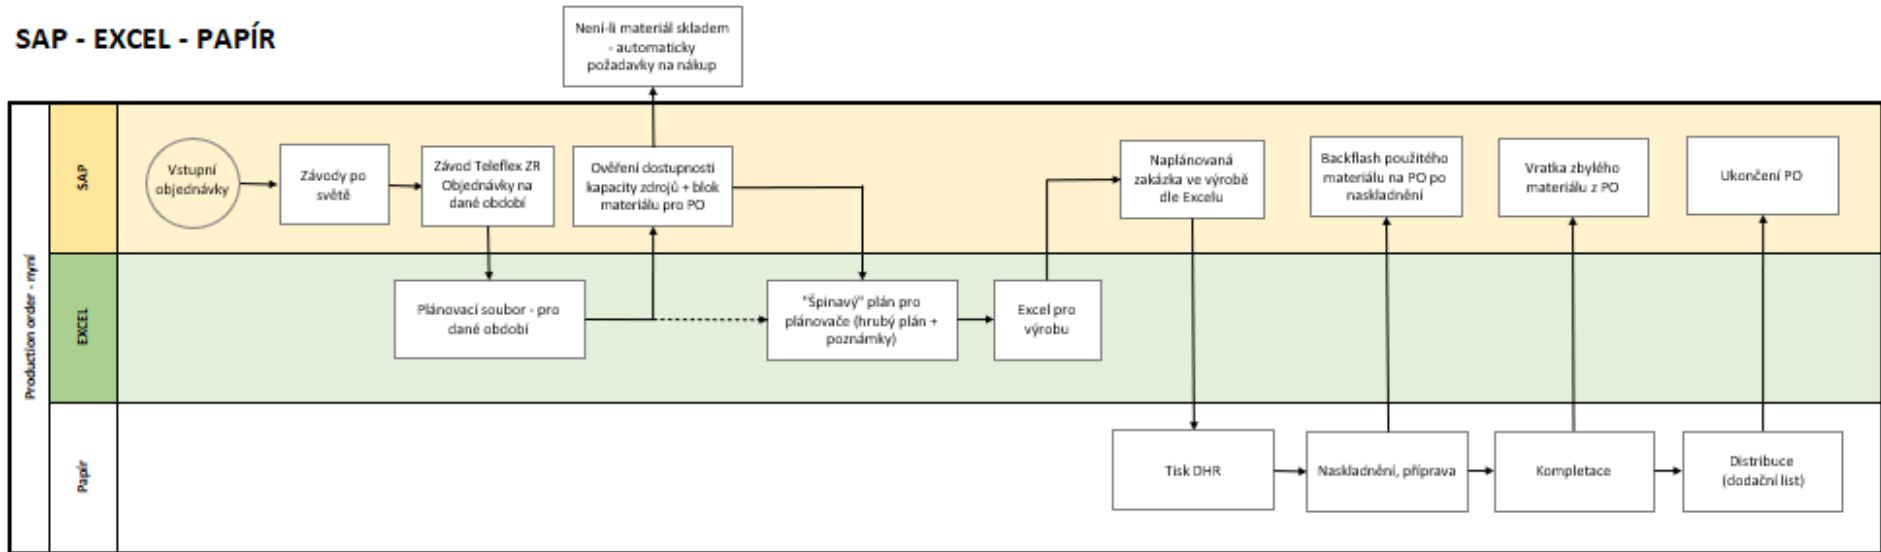 SAP - EXCEL - PAPÍR
Není-li materiál skladem
- automaticky
požadavky na nákup
Production order - nyní
SAP
Vstupní
objednávky
Závody po
světě
Závod Teleflex ZR
Objednávky na
dané období
Ověření dostupnosti
kapacity zdrojů + blok
materiálu pro PO
Naplánovaná
zakázka ve výrobě
dle Excelu
Backflash použitého
materiálu na PO po
naskladnění
Vratka zbylého
materiálu z PO
Ukončení PO
EXCEL
Plánovací soubor - pro
dané období
"Špinavý" plán pro
plánovače (hrubý plán +
poznámky)
Excel pro
výrobu
Papír
Tisk DHR
Naskladnění, příprava
Kompletace
Distribuce
(dodační list)